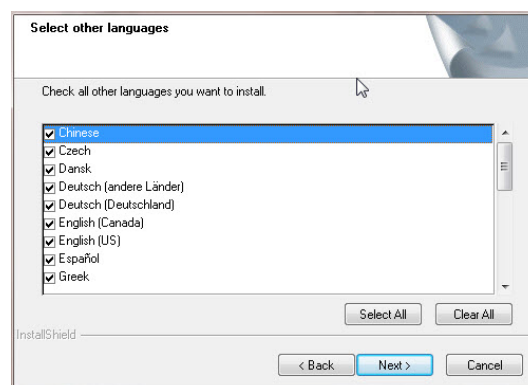 Select other languages
Check all other languages you want to install.
Chinese
Czech
Dansk
Deutsch (andere Länder)
Deutsch (Deutschland)
English (Canada)
English (US)
Español
Greek
Select All
Clear All
InstallShield
< Back
Next >
Cancel